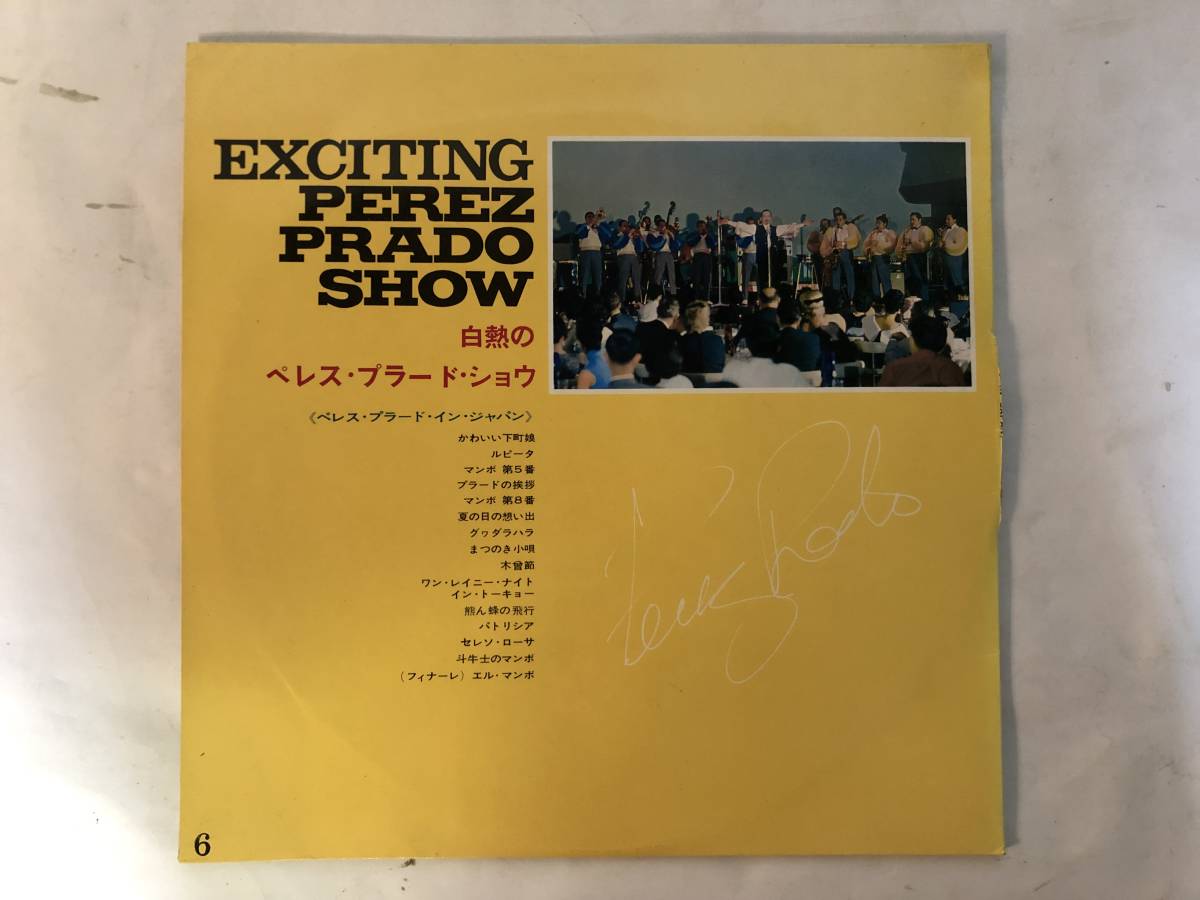 EXCITING
PEREZ
PRADO
SHOW
白熱の
ペレス・プラード・ショウ
《ペレス・プラード・イン・ジャパン》
かわいい下町娘
ルピータ
マンボ 第5番
プラードの挨拶
マンボ 第8番
夏の日の想い出
グヮダラハラ
まつのき小唄
木曾節
ワン・レイニー・ナイト
イン・トーキョー
熊ん蜂の飛行
パトリシア
セレソ・ローサ
斗牛士のマンボ
(フィナーレ) エル・マンボ
Perez Prado
6